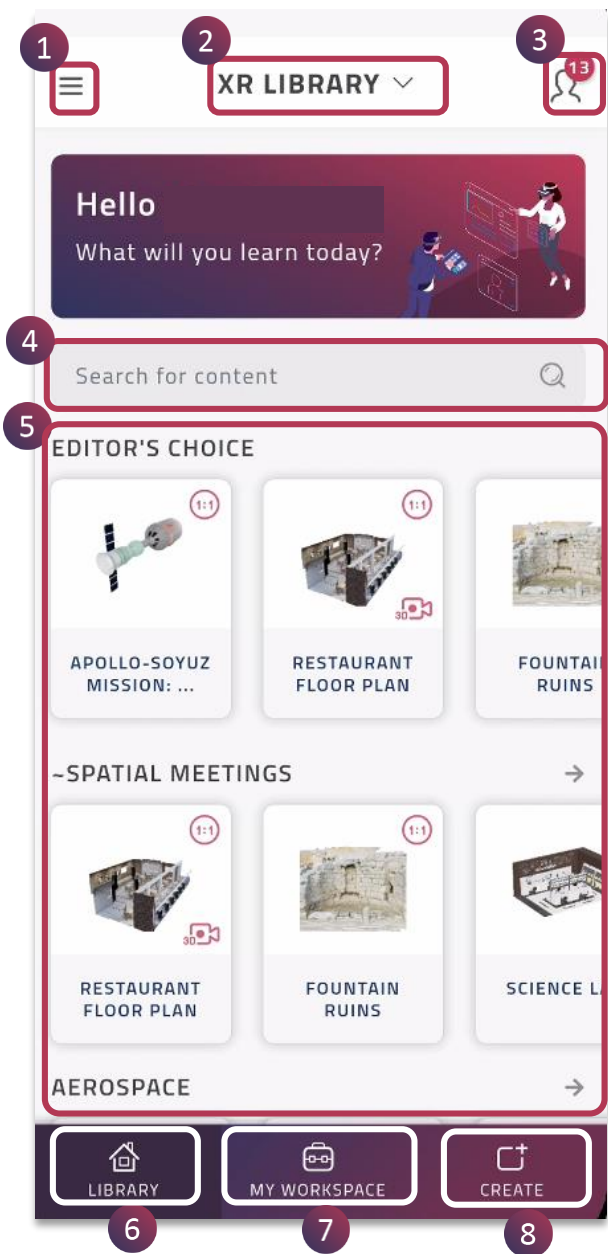 1
2
3
XR LIBRARY
13
Hello
What will you learn today?
4
Search for content
5
EDITOR'S CHOICE
1:1
1:1
3D
APOLLO-SOYUZ
MISSION: ...
RESTAURANT
FLOOR PLAN
FOUNTAI
RUINS
~SPATIAL MEETINGS
1:1
1:1
3D
RESTAURANT
FLOOR PLAN
FOUNTAIN
RUINS
SCIENCE L
AEROSPACE
LIBRARY
MY WORKSPACE
CREATE
6
7
8